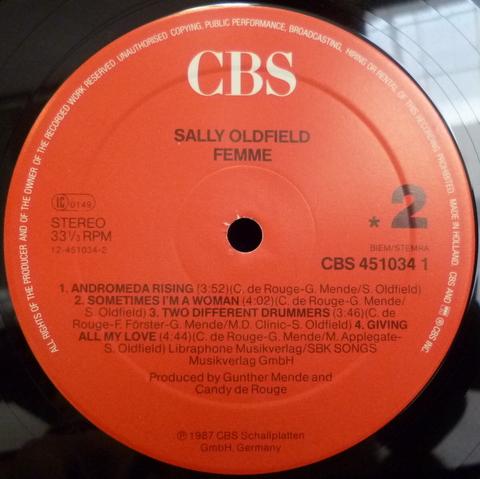 ALL RIGHTS OF THE PRODUCER AND OF THE OWNER OF THE RECORDED WORK RESERVED. UNAUTHORISED COPYING, PUBLIC PERFORMANCE, BROADCASTING, HIRING OR RENTAL OF THIS RECORDING PROHIBITED. MADE IN HOLLAND. CBS AND ℗ © CBS INC.
CBS
SALLY OLDFIELD
FEMME
IC 0149
STEREO
33⅓ RPM
12-451034-2
* 2
BIEM/STEMRA
CBS 451034 1
1. ANDROMEDA RISING (3:52)(C. de Rouge-G. Mende/S. Oldfield)
2. SOMETIMES I'M A WOMAN (4:02)(C. de Rouge-G. Mende/
S. Oldfield) 3. TWO DIFFERENT DRUMMERS (3:46)(C. de
Rouge-F. Förster-G. Mende/M.D. Clinic-S. Oldfield) 4. GIVING
ALL MY LOVE (4:44)(C. de Rouge-G. Mende/M. Applegate-
S. Oldfield) Libraphone Musikverlag/SBK SONGS
Musikverlag GmbH
Produced by Gunther Mende and
Candy de Rouge
℗ 1987 CBS Schallplatten
GmbH, Germany